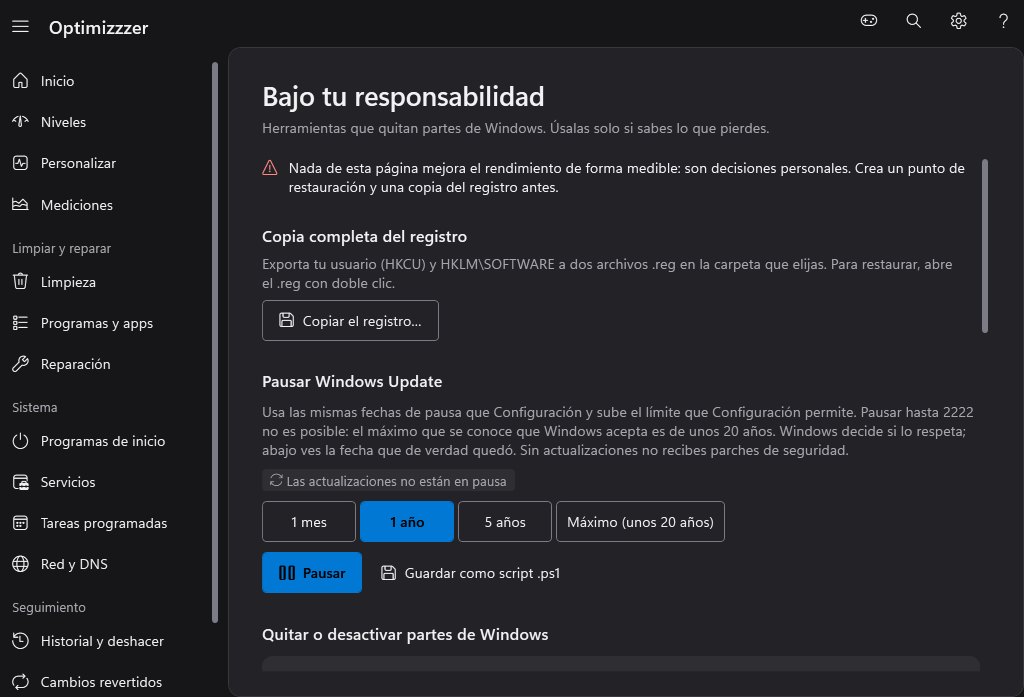 Optimizzzer
?
Inicio
Niveles
Personalizar
Mediciones
Limpiar y reparar
Limpieza
Programas y apps
Reparación
Sistema
Programas de inicio
Servicios
Tareas programadas
Red y DNS
Seguimiento
Historial y deshacer
Cambios revertidos
Bajo tu responsabilidad
Herramientas que quitan partes de Windows. Úsalas solo si sabes lo que pierdes.
Nada de esta página mejora el rendimiento de forma medible: son decisiones personales. Crea un punto de
restauración y una copia del registro antes.
Copia completa del registro
Exporta tu usuario (HKCU) y HKLM\SOFTWARE a dos archivos .reg en la carpeta que elijas. Para restaurar, abre
el .reg con doble clic.
Copiar el registro...
Pausar Windows Update
Usa las mismas fechas de pausa que Configuración y sube el límite que Configuración permite. Pausar hasta 2222
no es posible: el máximo que se conoce que Windows acepta es de unos 20 años. Windows decide si lo respeta;
abajo ves la fecha que de verdad quedó. Sin actualizaciones no recibes parches de seguridad.
Las actualizaciones no están en pausa
1 mes
1 año
5 años
Máximo (unos 20 años)
Pausar
Guardar como script .ps1
Quitar o desactivar partes de Windows